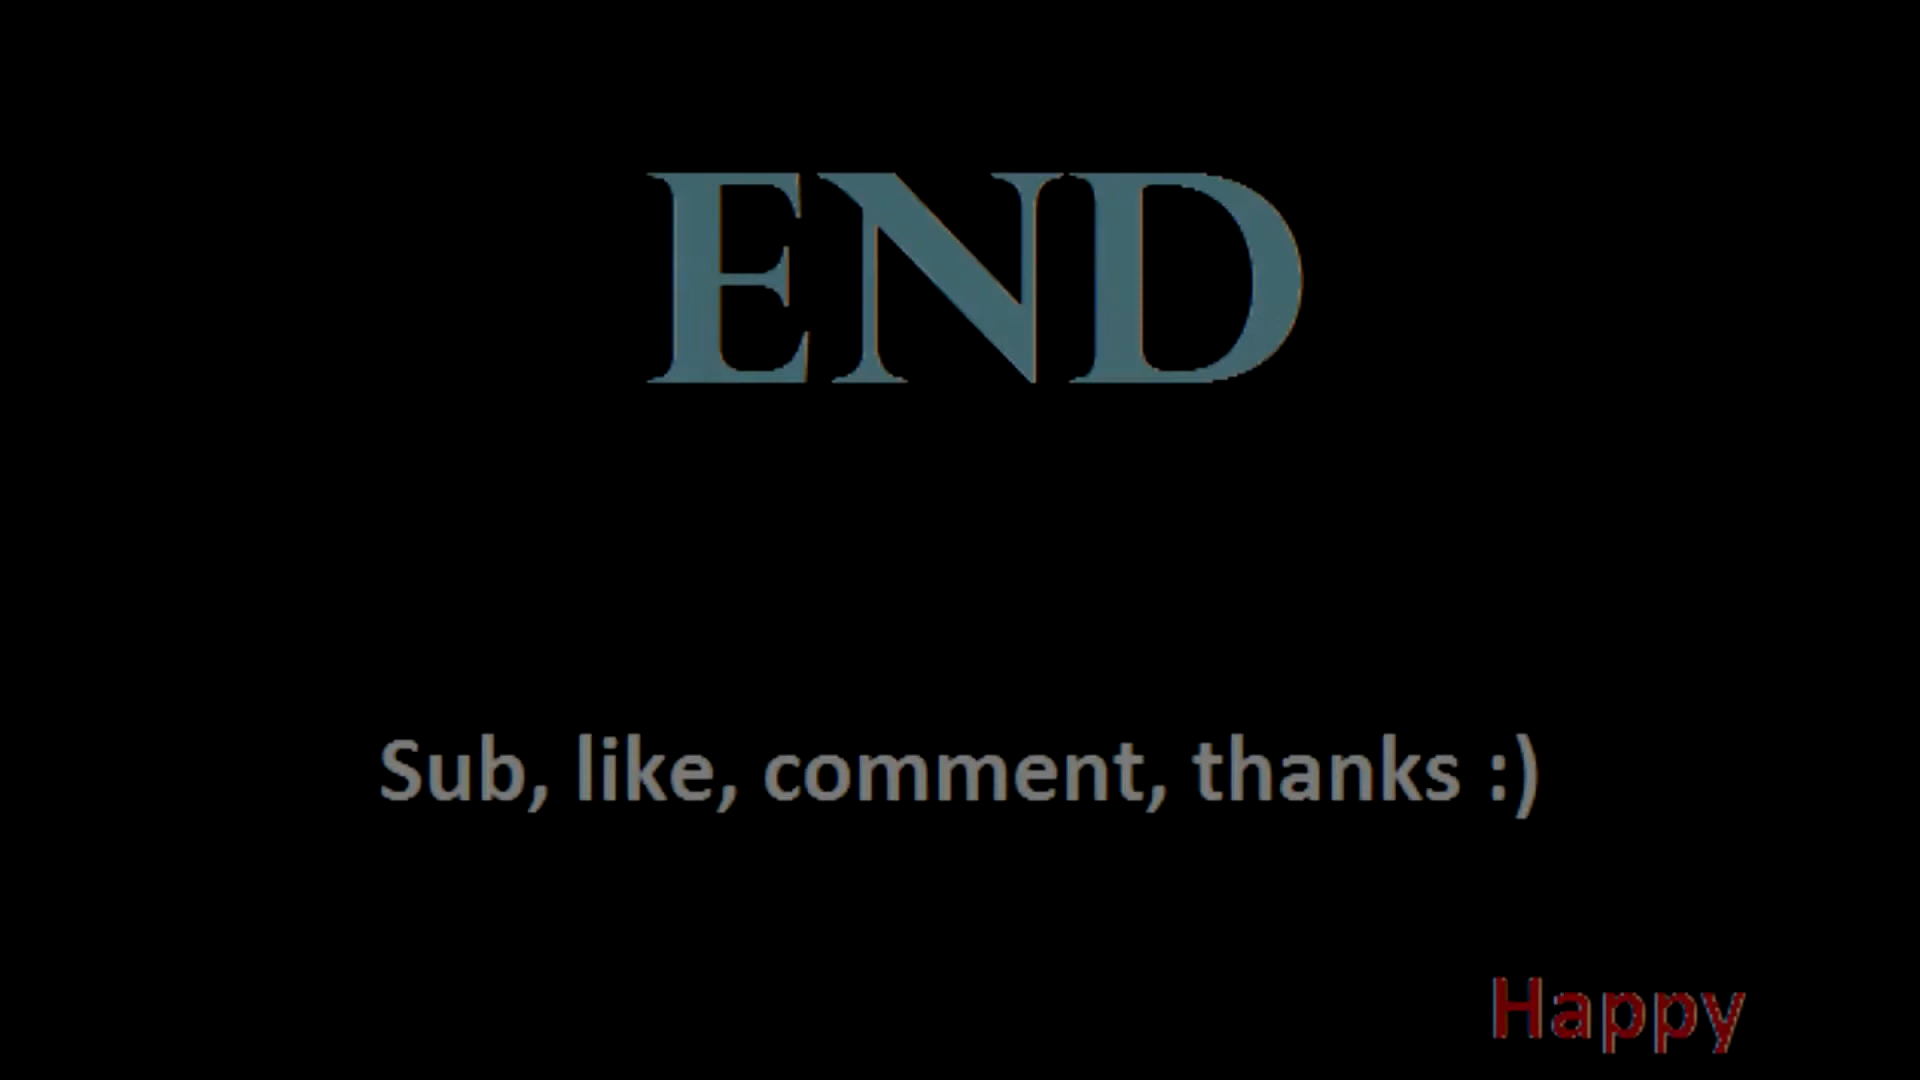 END
Sub, like, comment, thanks :)
Happy